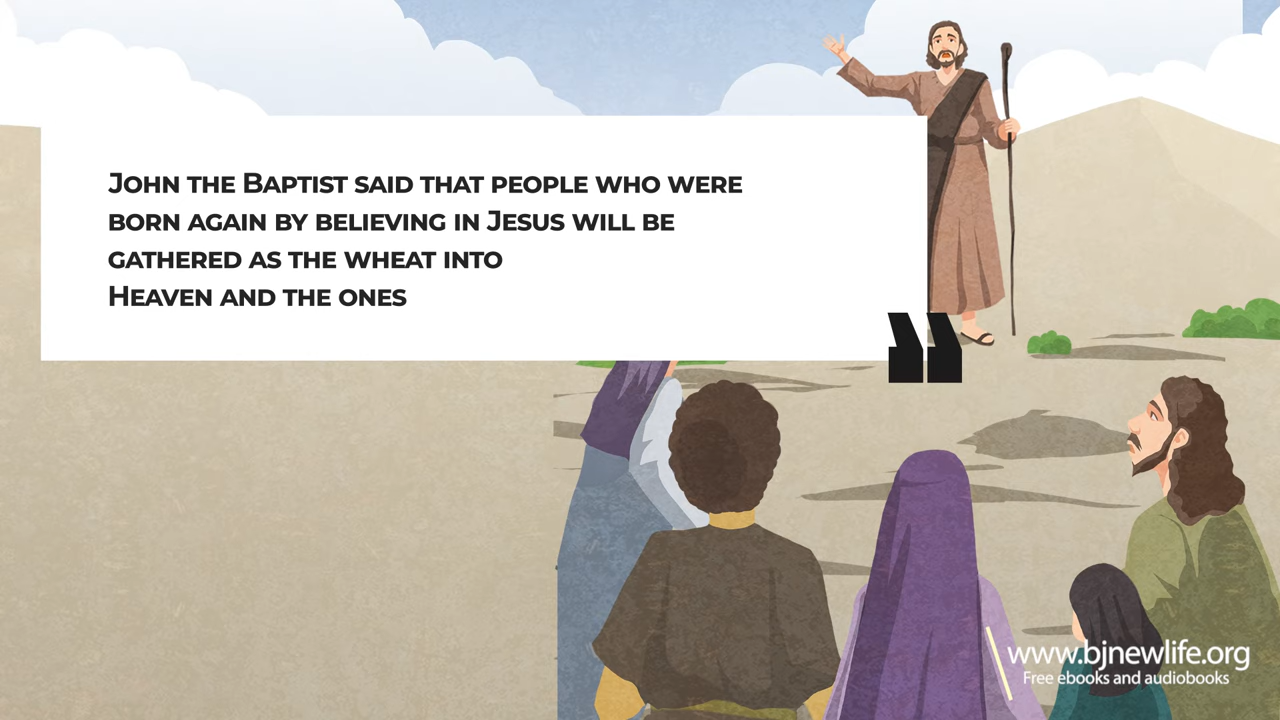 John the Baptist said that people who were
born again by believing in Jesus will be
gathered as the wheat into
Heaven and the ones
"
www.bjnewlife.org
Free ebooks and audiobooks